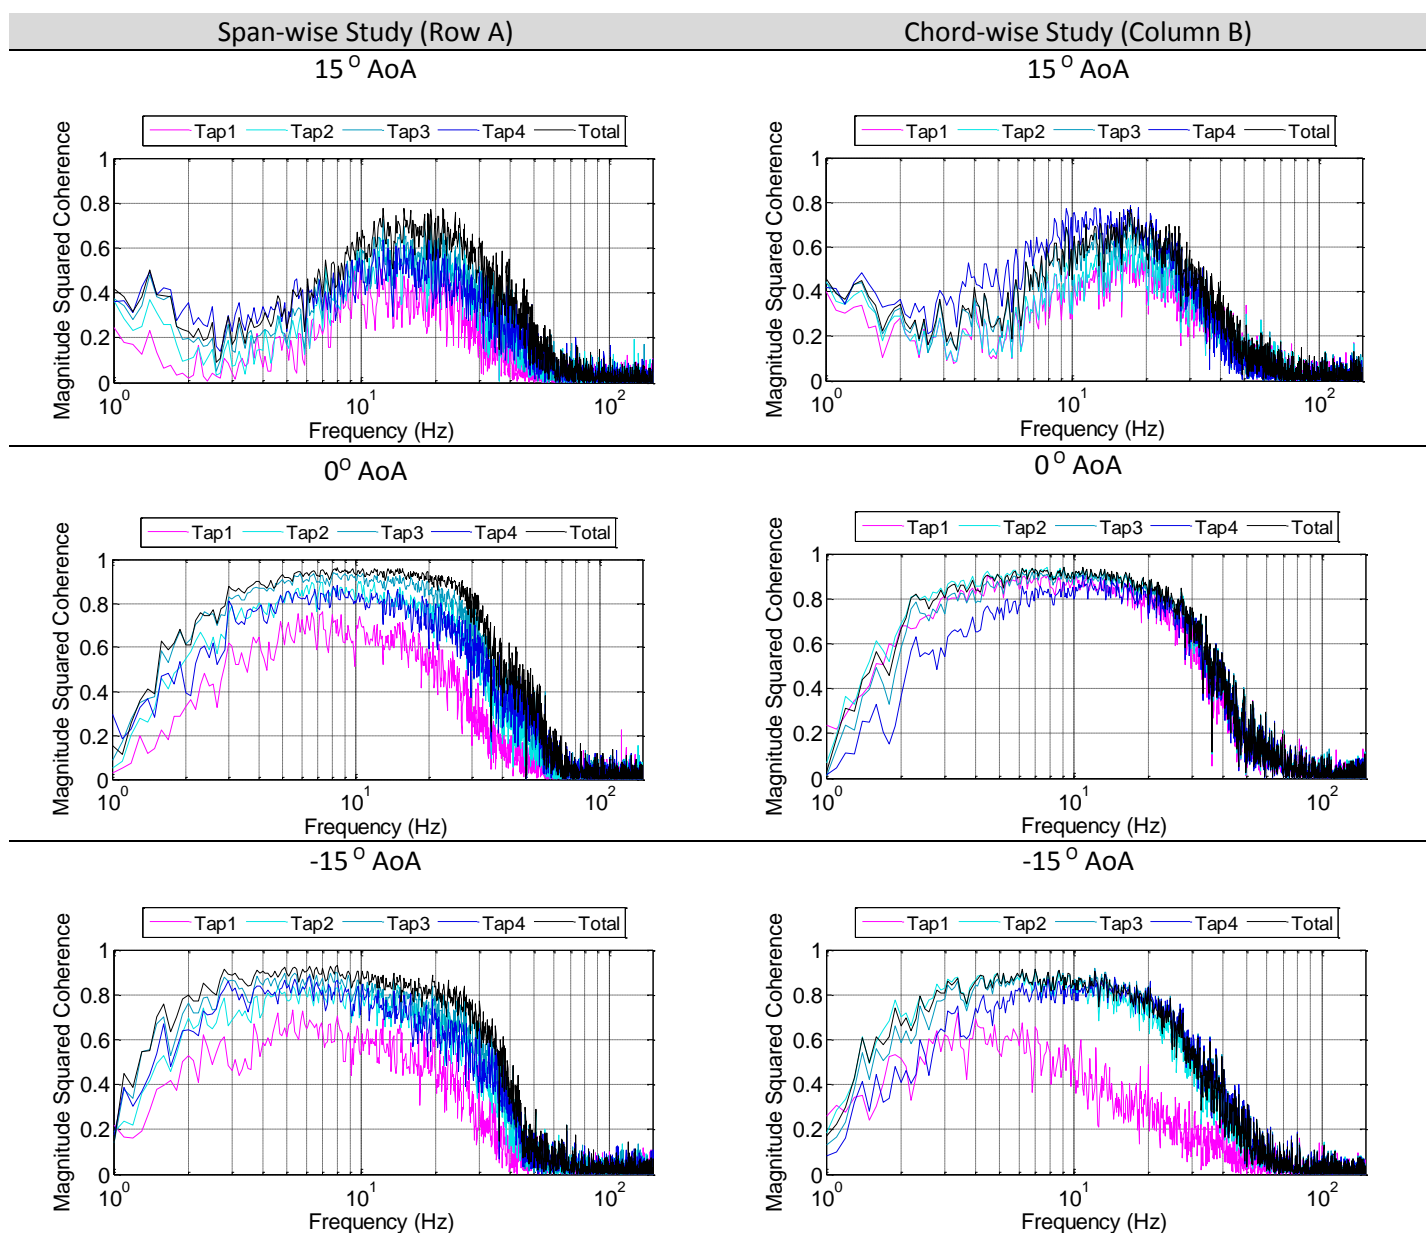 Span-wise Study (Row A)
Chord-wise Study (Column B)
15 O AoA
15 O AoA
Tap1 Tap2 Tap3 Tap4 Total
Magnitude Squared Coherence
1
0.8
0.6
0.4
0.2
0
10^0 10^1 10^2
Frequency (Hz)
Tap1 Tap2 Tap3 Tap4 Total
Magnitude Squared Coherence
1
0.8
0.6
0.4
0.2
0
10^0 10^1 10^2
Frequency (Hz)
0O AoA
0 O AoA
Tap1 Tap2 Tap3 Tap4 Total
Magnitude Squared Coherence
1
0.8
0.6
0.4
0.2
0
10^0 10^1 10^2
Frequency (Hz)
Tap1 Tap2 Tap3 Tap4 Total
Magnitude Squared Coherence
1
0.8
0.6
0.4
0.2
0
10^0 10^1 10^2
Frequency (Hz)
-15 O AoA
-15 O AoA
Tap1 Tap2 Tap3 Tap4 Total
Magnitude Squared Coherence
1
0.8
0.6
0.4
0.2
0
10^0 10^1 10^2
Frequency (Hz)
Tap1 Tap2 Tap3 Tap4 Total
Magnitude Squared Coherence
1
0.8
0.6
0.4
0.2
0
10^0 10^1 10^2
Frequency (Hz)